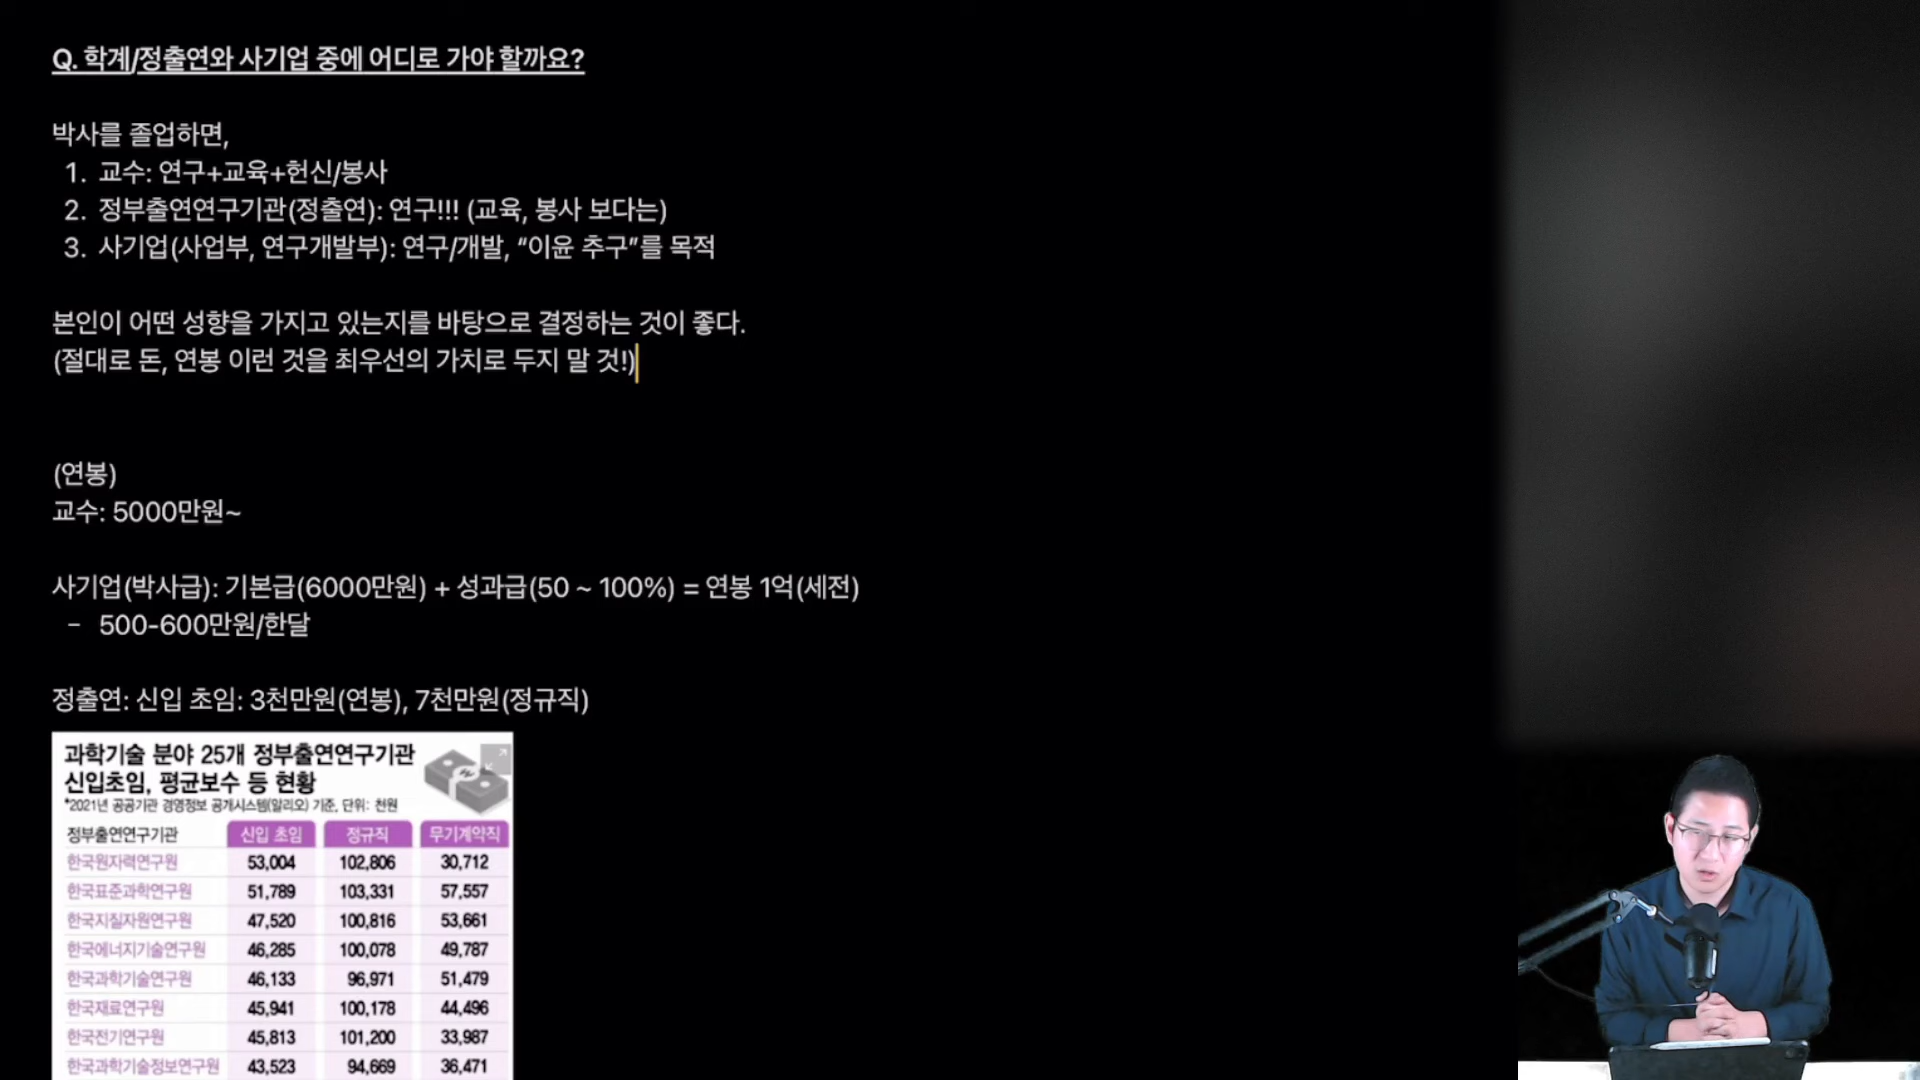 Q. 학계/정출연와 사기업 중에 어디로 가야 할까요?
박사를 졸업하면,
1. 교수: 연구+교육+헌신/봉사
2. 정부출연연구기관(정출연): 연구!!! (교육, 봉사 보다는)
3. 사기업(사업부, 연구개발부): 연구/개발, “이윤 추구”를 목적
본인이 어떤 성향을 가지고 있는지를 바탕으로 결정하는 것이 좋다.
(절대로 돈, 연봉 이런 것을 최우선의 가치로 두지 말 것!)
(연봉)
교수: 5000만원~
사기업(박사급): 기본급(6000만원) + 성과급(50 ~ 100%) = 연봉 1억(세전)
- 500-600만원/한달
정출연: 신입 초임: 3천만원(연봉), 7천만원(정규직)
과학기술 분야 25개 정부출연연구기관
신입초임, 평균보수 등 현황
*2021년 공공기관 경영정보 공개시스템(알리오) 기준, 단위: 천원
정부출연연구기관 신입 초임 정규직 무기계약직
한국원자력연구원 53,004 102,806 30,712
한국표준과학연구원 51,789 103,331 57,557
한국지질자원연구원 47,520 100,816 53,661
한국에너지기술연구원 46,285 100,078 49,787
한국과학기술연구원 46,133 96,971 51,479
한국재료연구원 45,941 100,178 44,496
한국전기연구원 45,813 101,200 33,987
한국과학기술정보연구원 43,523 94,669 36,471